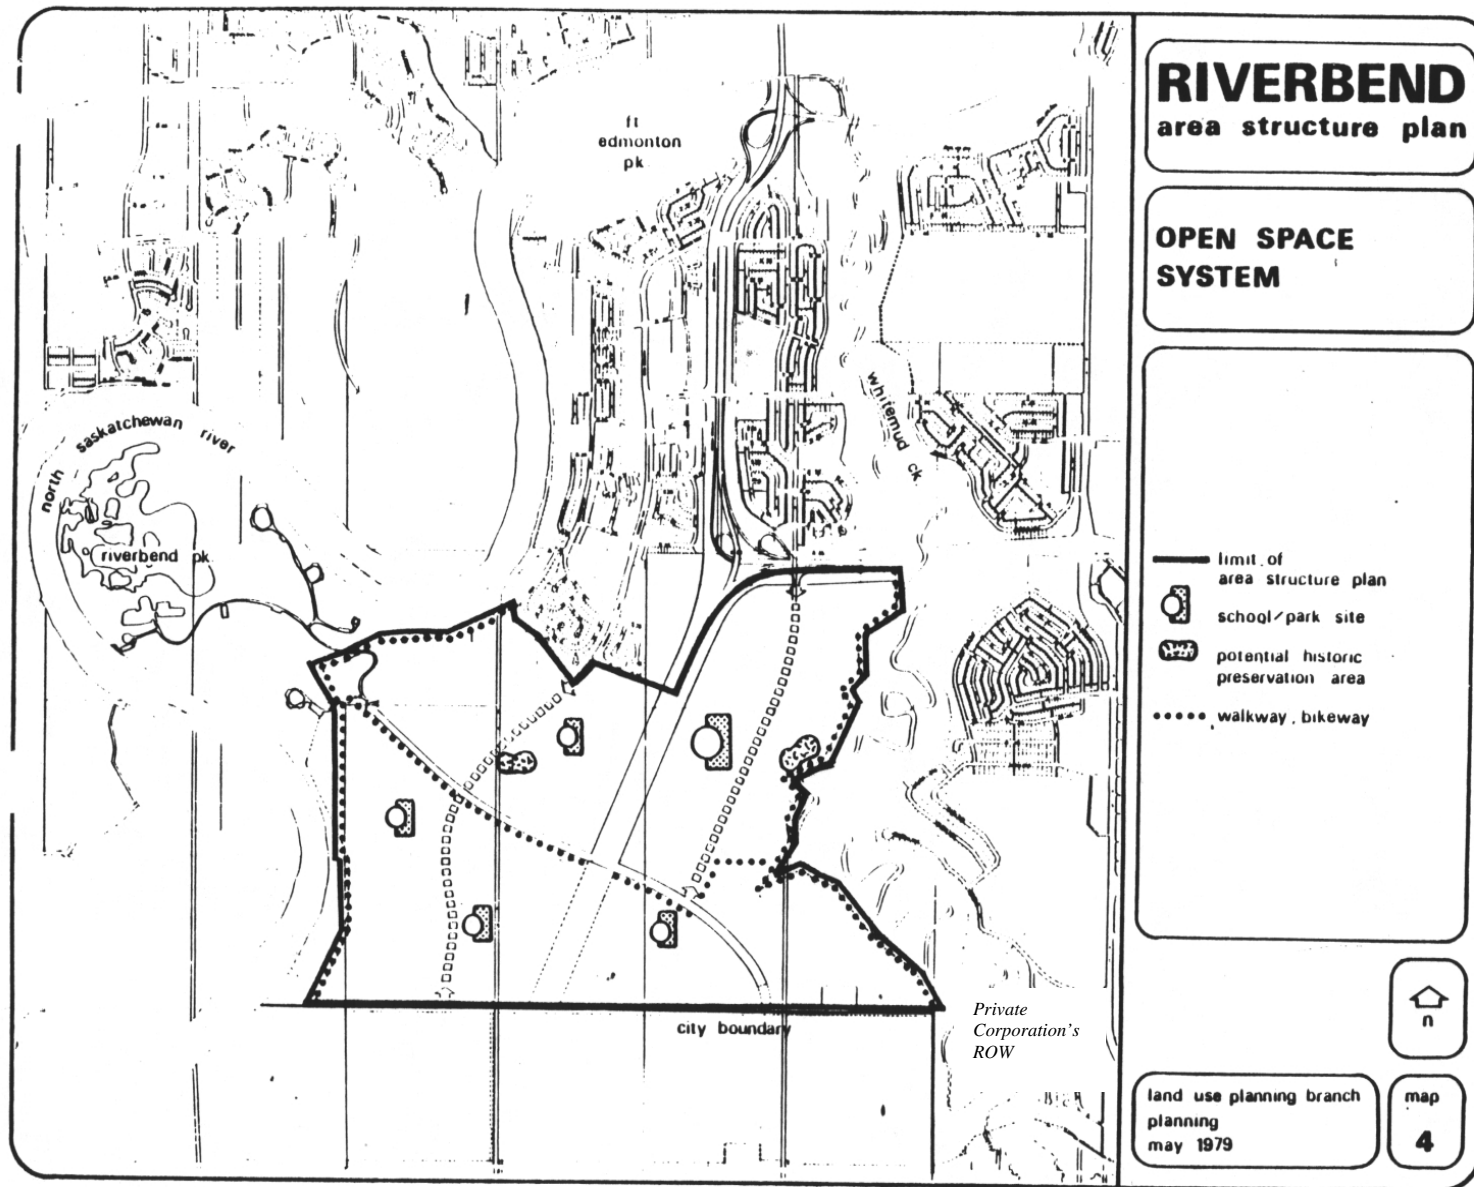 RIVERBEND
area structure plan
OPEN SPACE
SYSTEM
ft
edmonton
pk
whitemud ck
north saskatchewan river
riverbend pk
limit of
area structure plan
school/park site
potential historic
preservation area
walkway, bikeway
city boundary
Private
Corporation's
ROW
n
land use planning branch
planning
may 1979
map
4